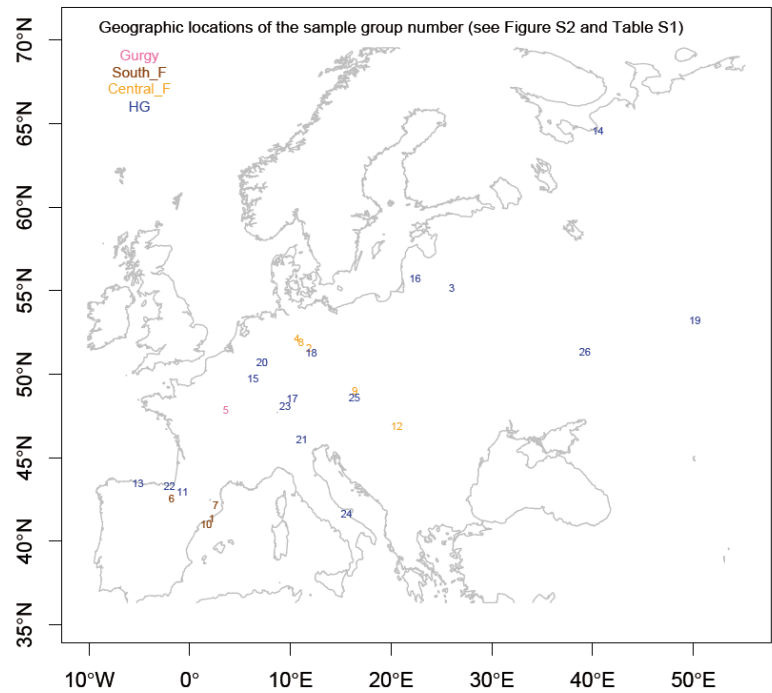 Geographic locations of the sample group number (see Figure S2 and Table S1)
70°N
Gurgy
South_F
Central_F
HG
65°N
14
60°N
16
3
55°N
19
4
8
2
18
26
20
50°N
15
9
17
25
23
5
12
21
45°N
13
22
11
6
7
24
1
10
40°N
35°N
10°W 0° 10°E 20°E 30°E 40°E 50°E